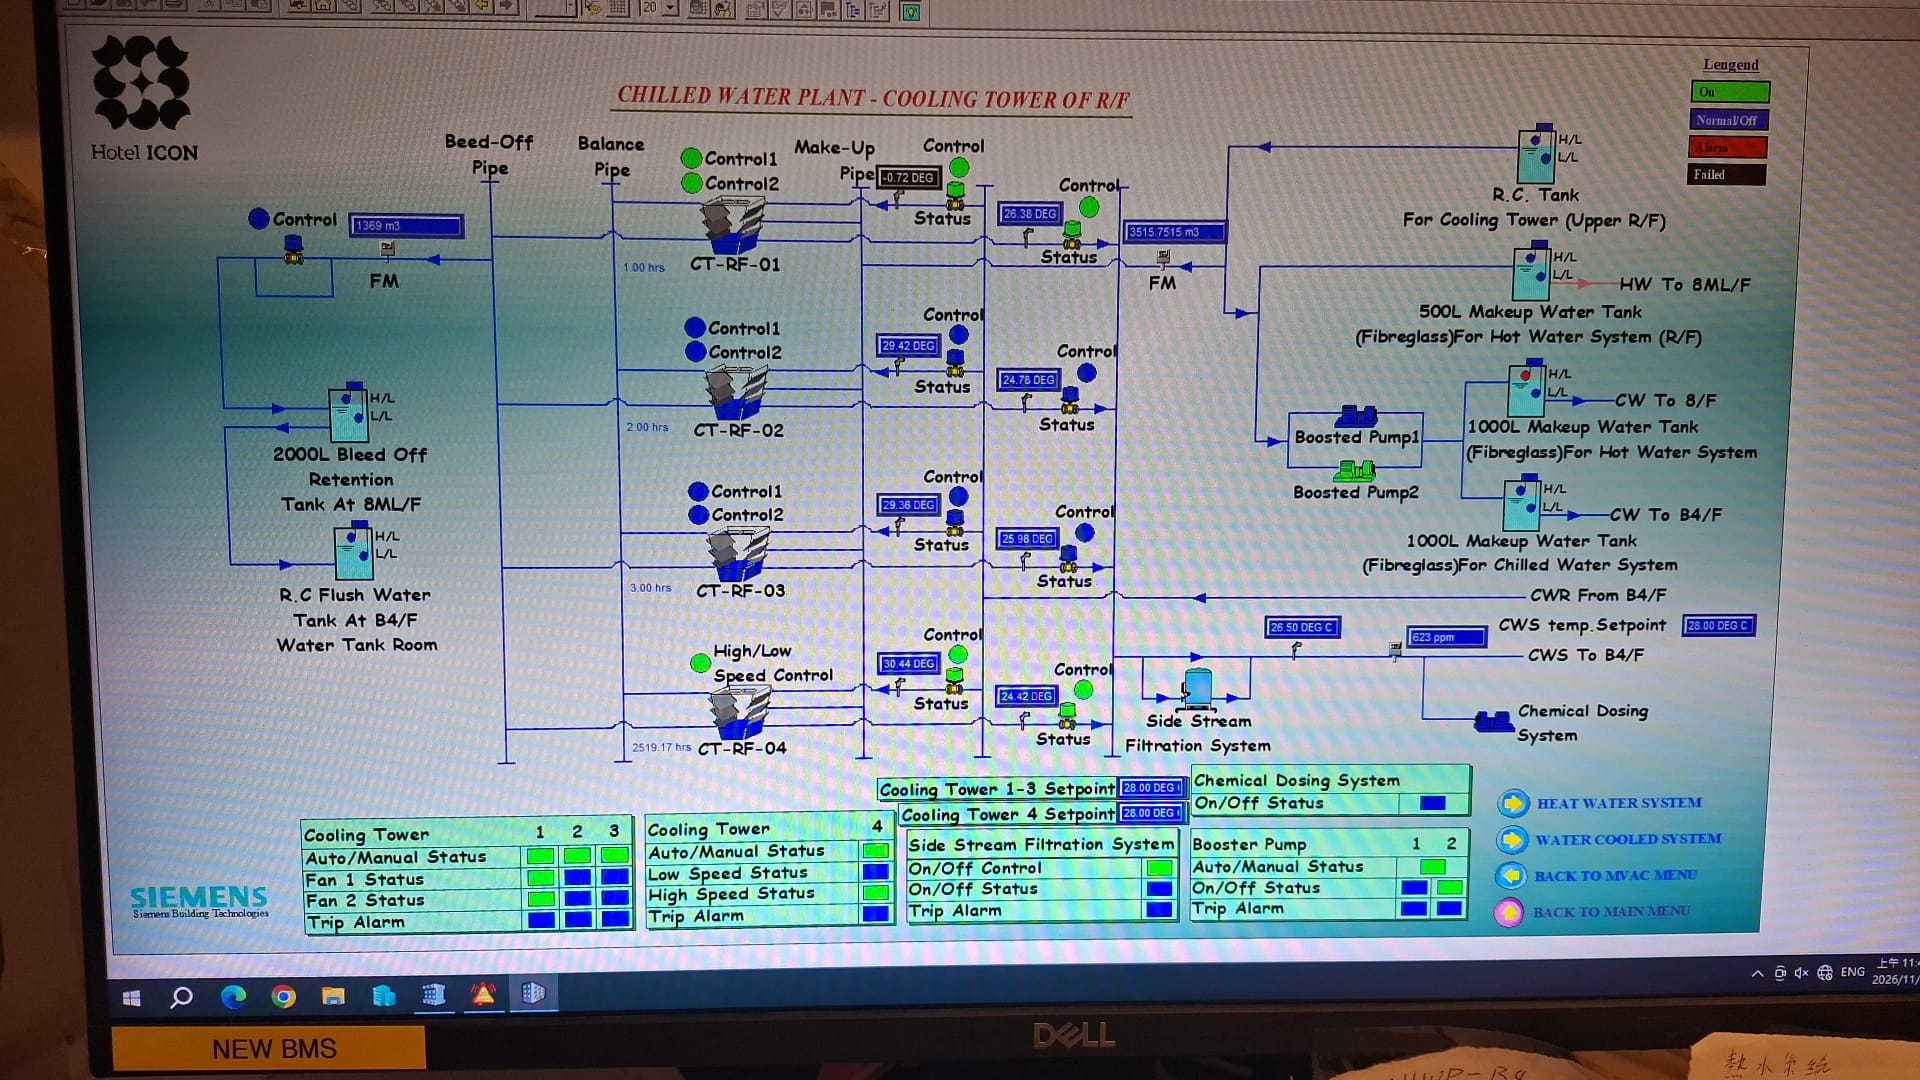 20
Hotel ICON
CHILLED WATER PLANT - COOLING TOWER OF R/F
Lengend
On
Normal/Off
Alarm
Failed
Beed-Off
Pipe
Balance
Pipe
Control1
Control2
Make-Up
Pipe
-0.72 DEG
Control
Status
Control
26.38 DEG
Status
CT-RF-01
1.00 hrs
Control
1369 m3
FM
3515.7515 m3
FM
H/L
L/L
R.C. Tank
For Cooling Tower (Upper R/F)
H/L
L/L
HW To 8ML/F
500L Makeup Water Tank
(Fibreglass)For Hot Water System (R/F)
Control1
Control2
Control
29.42 DEG
Status
Control
24.78 DEG
Status
2.00 hrs
CT-RF-02
H/L
L/L
CW To 8/F
1000L Makeup Water Tank
(Fibreglass)For Hot Water System
Boosted Pump1
Boosted Pump2
H/L
L/L
2000L Bleed Off
Retention
Tank At 8ML/F
H/L
L/L
R.C Flush Water
Tank At B4/F
Water Tank Room
Control1
Control2
Control
29.36 DEG
Status
Control
25.98 DEG
Status
3.00 hrs
CT-RF-03
H/L
L/L
CW To B4/F
1000L Makeup Water Tank
(Fibreglass)For Chilled Water System
CWR From B4/F
26.50 DEG C
623 ppm
CWS temp.Setpoint
28.00 DEG C
CWS To B4/F
High/Low
Speed Control
Control
30.44 DEG
Status
Control
24.42 DEG
Status
2519.17 hrs
CT-RF-04
Side Stream
Filtration System
Chemical Dosing
System
Cooling Tower 1-3 Setpoint 28.00 DEG
Cooling Tower 4 Setpoint 28.00 DEG
Chemical Dosing System
On/Off Status
Cooling Tower 1 2 3
Auto/Manual Status
Fan 1 Status
Fan 2 Status
Trip Alarm
Cooling Tower 4
Auto/Manual Status
Low Speed Status
High Speed Status
Trip Alarm
Side Stream Filtration System
On/Off Control
On/Off Status
Trip Alarm
Booster Pump 1 2
Auto/Manual Status
On/Off Status
Trip Alarm
HEAT WATER SYSTEM
WATER COOLED SYSTEM
BACK TO MVAC MENU
BACK TO MAIN MENU
SIEMENS
Siemens Building Technologies
ENG
上午 11:
2026/11/
DELL
NEW BMS
熱水系統